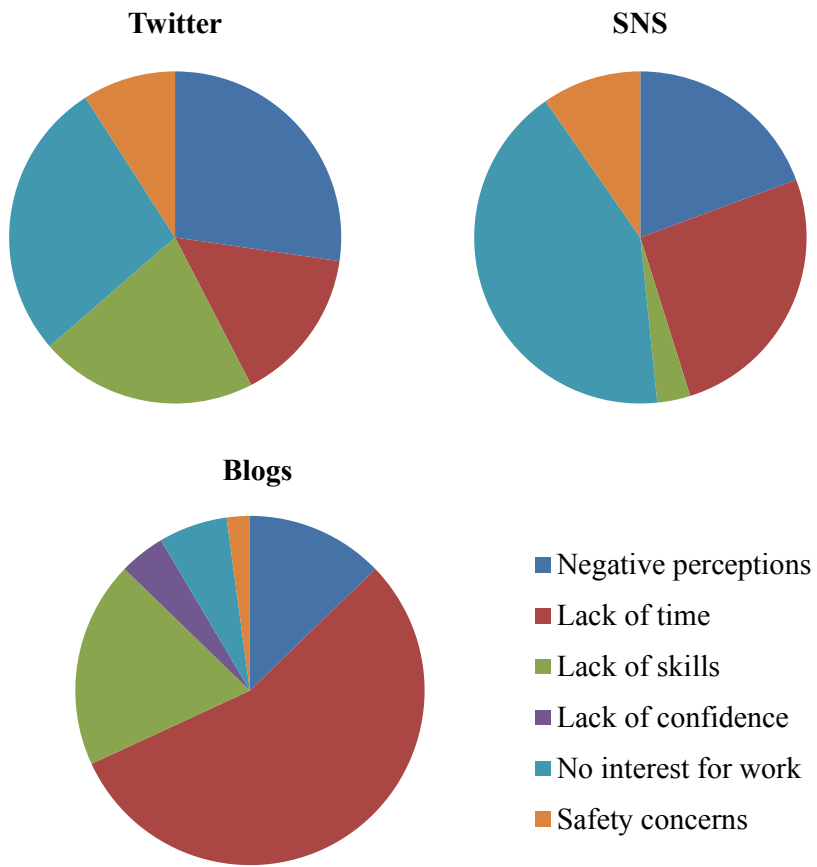 Twitter
SNS
Blogs
Negative perceptions
Lack of time
Lack of skills
Lack of confidence
No interest for work
Safety concerns